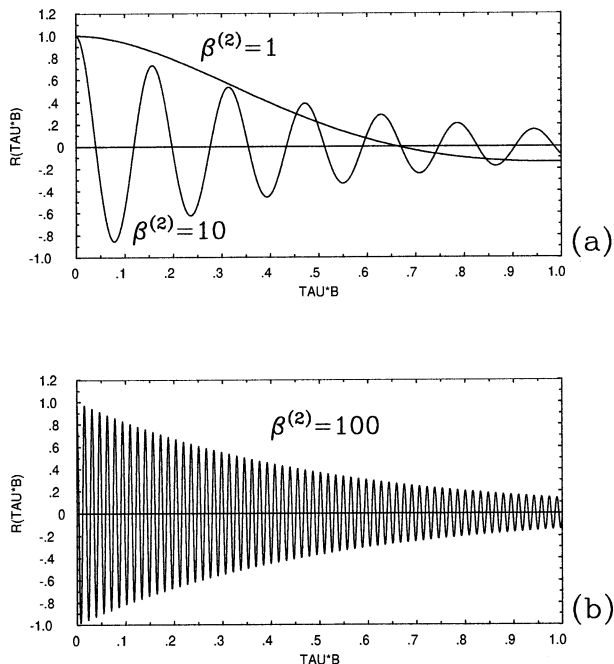 1.2
1.0
.8
.6
.4
.2
0
-.2
-.4
-.6
-.8
-1.0
R(TAU*B)
β(2)=1
β(2)=10
0 .1 .2 .3 .4 .5 .6 .7 .8 .9 1.0
TAU*B
(a)
1.2
1.0
.8
.6
.4
.2
0
-.2
-.4
-.6
-.8
-1.0
R(TAU*B)
β(2)=100
0 .1 .2 .3 .4 .5 .6 .7 .8 .9 1.0
TAU*B
(b)